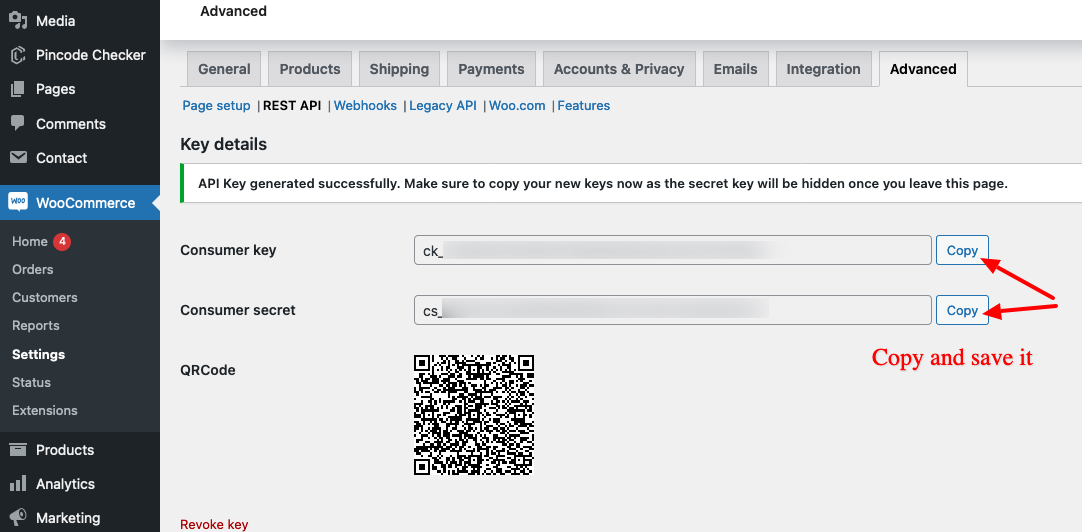 Media
Pincode Checker
Pages
Comments
Contact
WOO WooCommerce
Home 4
Orders
Customers
Reports
Settings
Status
Extensions
Products
Analytics
Marketing
Advanced
General Products Shipping Payments Accounts & Privacy Emails Integration Advanced
Page setup | REST API | Webhooks | Legacy API | Woo.com | Features
Key details
API Key generated successfully. Make sure to copy your new keys now as the secret key will be hidden once you leave this page.
Consumer key ck_ Copy
Consumer secret cs_ Copy
Copy and save it
QRCode
Revoke key